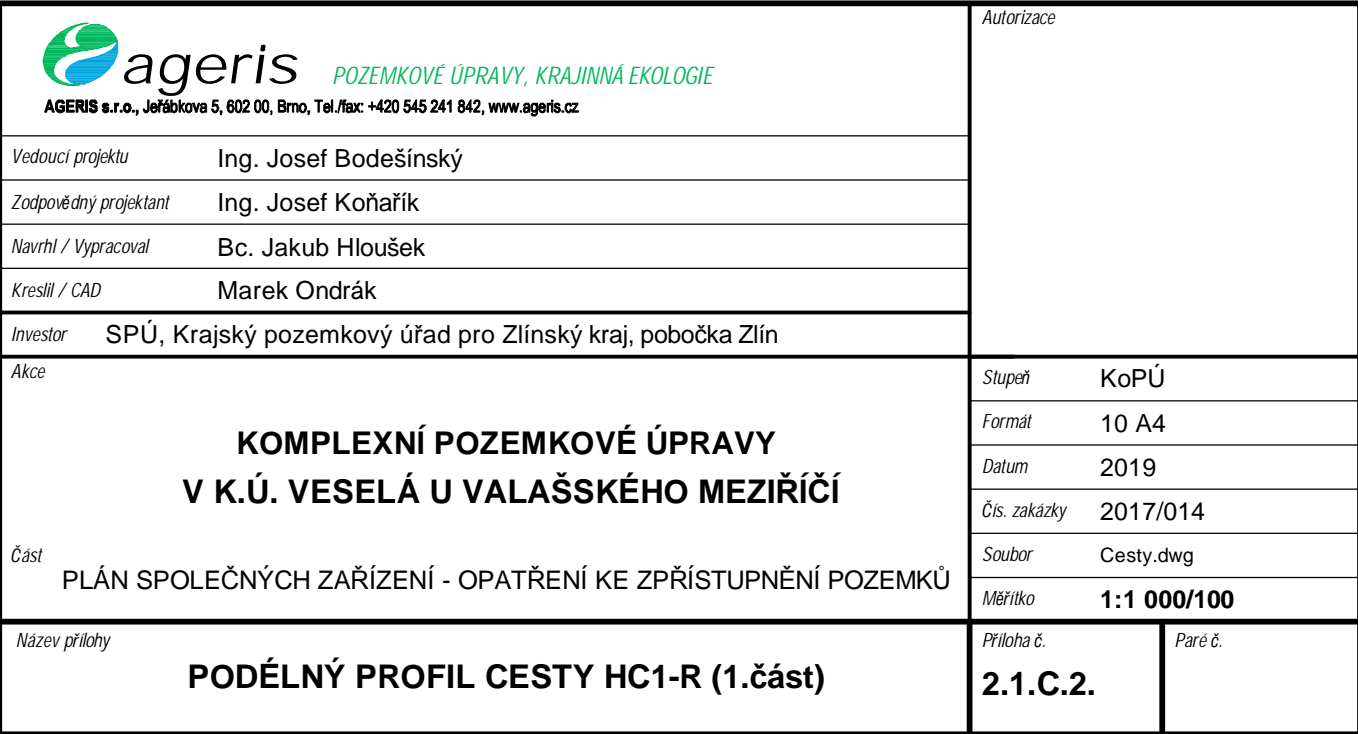 ageris POZEMKOVÉ ÚPRAVY, KRAJINNÁ EKOLOGIE
AGERIS s.r.o., Jeřábkova 5, 602 00, Brno, Tel./fax: +420 545 241 842, www.ageris.cz
Autorizace
Vedoucí projektu Ing. Josef Bodešínský
Zodpovědný projektant Ing. Josef Koňařík
Navrhl / Vypracoval Bc. Jakub Hloušek
Kreslil / CAD Marek Ondrák
Investor SPÚ, Krajský pozemkový úřad pro Zlínský kraj, pobočka Zlín
Akce
KOMPLEXNÍ POZEMKOVÉ ÚPRAVY
V K.Ú. VESELÁ U VALAŠSKÉHO MEZIŘÍČÍ
Část
PLÁN SPOLEČNÝCH ZAŘÍZENÍ - OPATŘENÍ KE ZPŘÍSTUPNĚNÍ POZEMKŮ
Stupeň KoPÚ
Formát 10 A4
Datum 2019
Čís. zakázky 2017/014
Soubor Cesty.dwg
Měřítko 1:1 000/100
Název přílohy
PODÉLNÝ PROFIL CESTY HC1-R (1.část)
Příloha č.
2.1.C.2.
Paré č.